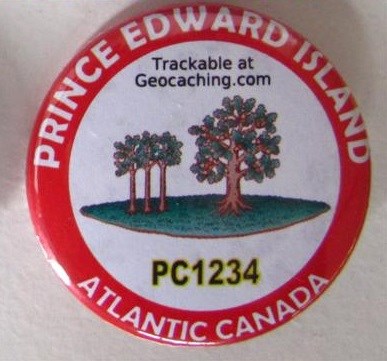 PRINCE EDWARD ISLAND
Trackable at
Geocaching.com
PC1234
ATLANTIC CANADA